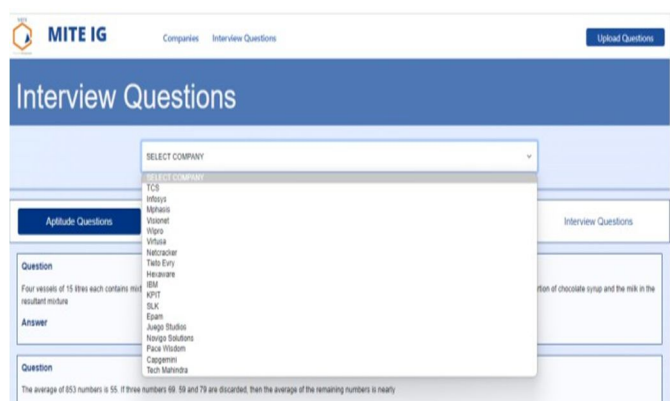 MITE IG
Companies
Interview Questions
Upload Questions
Interview Questions
SELECT COMPANY
SELECT COMPANY
TCS
Infosys
Mphasis
Visionet
Wipro
Virtusa
Netcracker
Tieto Evry
Hexaware
IBM
KPIT
SLK
Epam
Juego Studios
Novigo Solutions
Pace Wisdom
Capgemini
Tech Mahindra
Aptitude Questions
Interview Questions
Question
Four vessels of 15 litres each contains rtion of chocolate syrup and the milk in the
resultant mixture
Answer
Question
The average of 853 numbers is 55. If three numbers 69. 59 and 79 are discarded, then the average of the remaining numbers is nearly